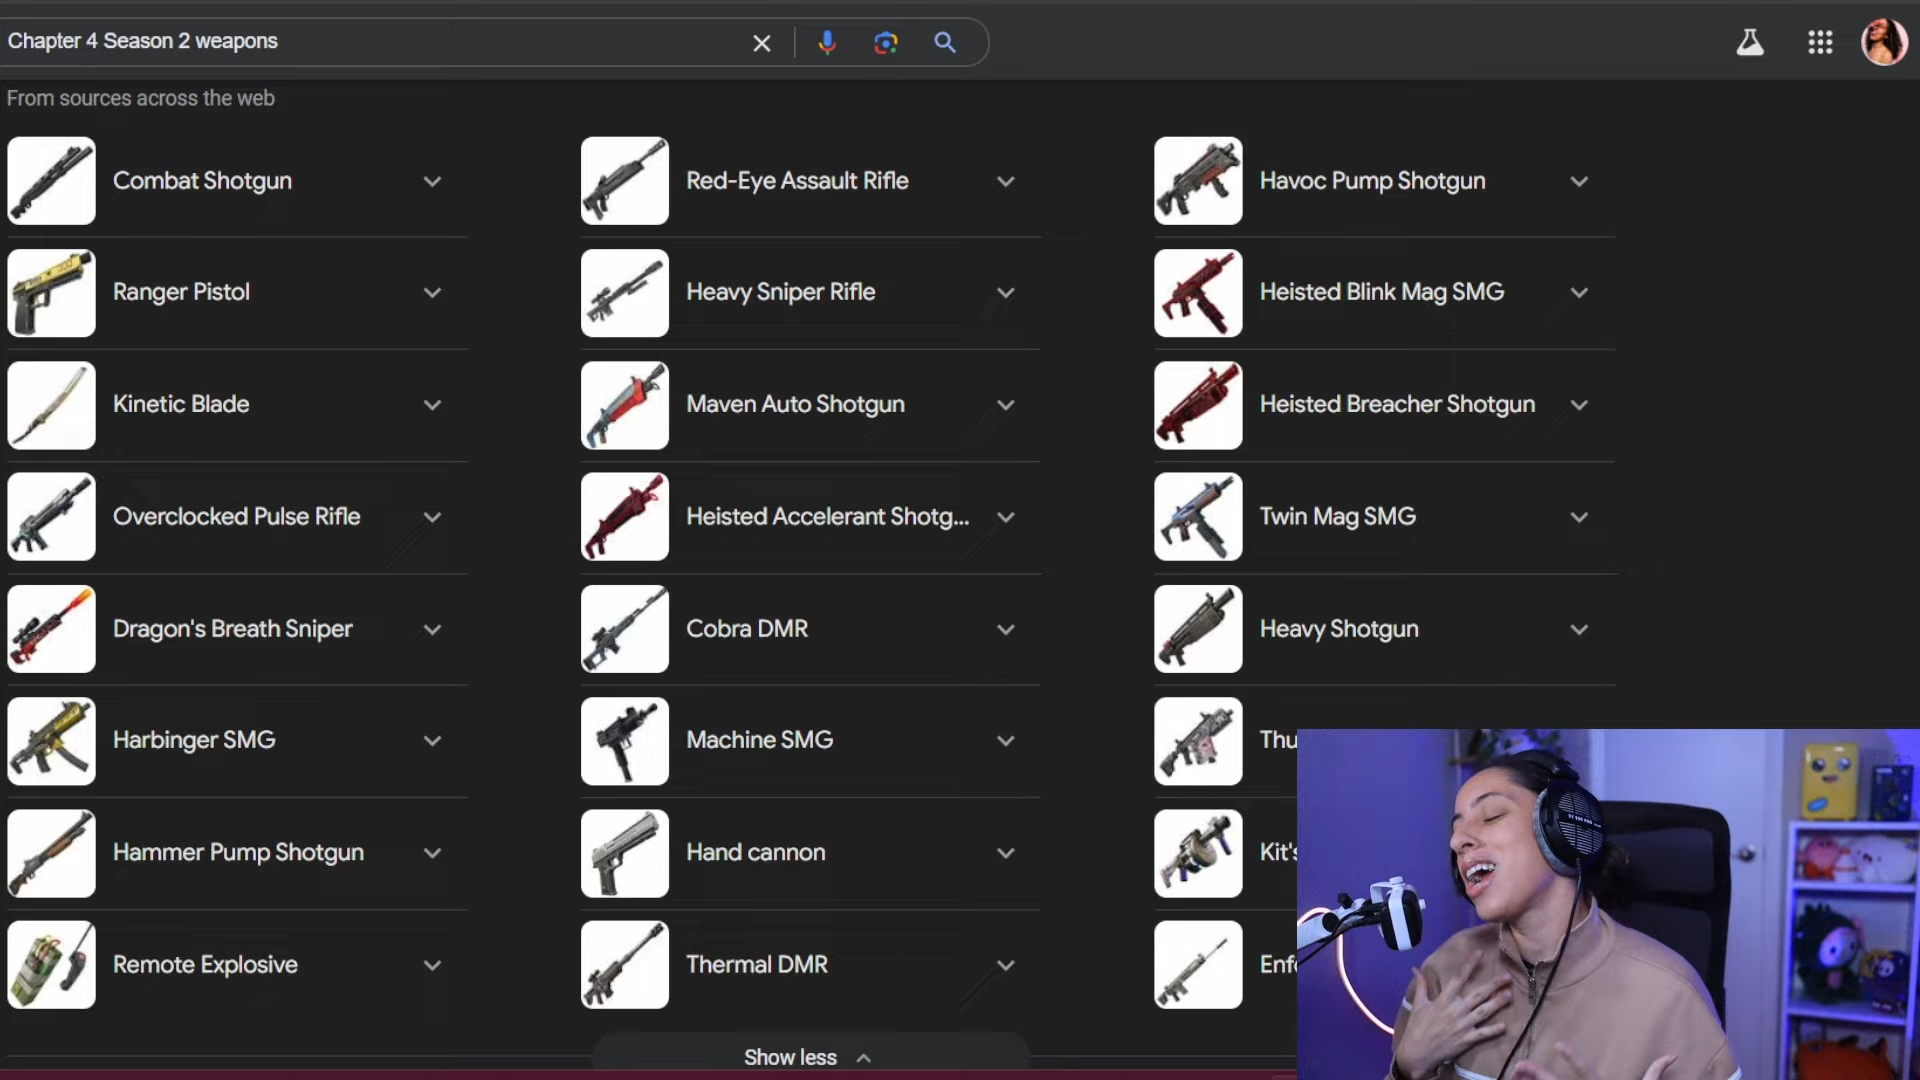 Chapter 4 Season 2 weapons
From sources across the web
Combat Shotgun
Red-Eye Assault Rifle
Havoc Pump Shotgun
Ranger Pistol
Heavy Sniper Rifle
Heisted Blink Mag SMG
Kinetic Blade
Maven Auto Shotgun
Heisted Breacher Shotgun
Overclocked Pulse Rifle
Heisted Accelerant Shotg...
Twin Mag SMG
Dragon's Breath Sniper
Cobra DMR
Heavy Shotgun
Harbinger SMG
Machine SMG
Thu
Hammer Pump Shotgun
Hand cannon
Kit's
Remote Explosive
Thermal DMR
Enfo
Show less